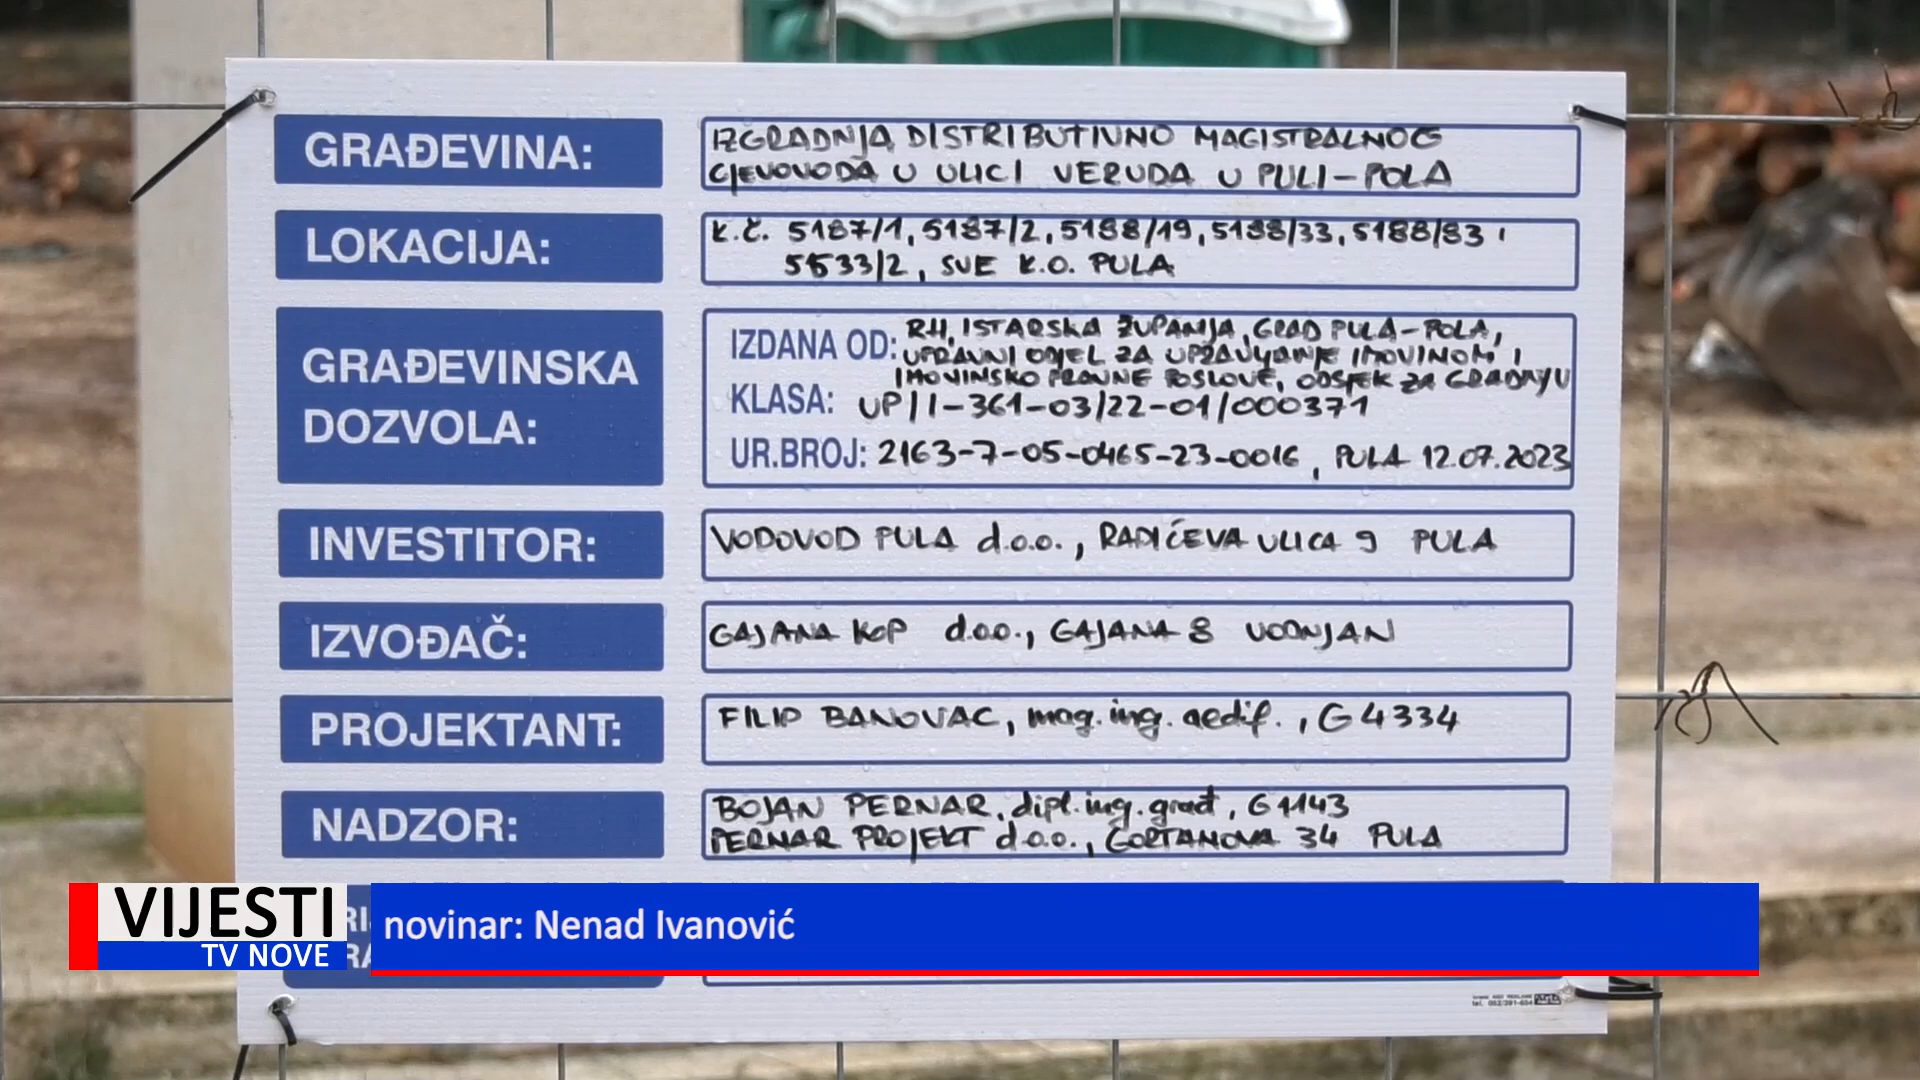 GRAĐEVINA:
IZGRADNJA DISTRIBUTIVNO MAGISTRALNOG
CJEVOVODA U ULICI VERUDA U PULI-POLA
LOKACIJA:
K.Č. 5187/1, 5187/2, 5188/19, 5188/33, 5188/83 i
5533/2, SVE K.O. PULA
GRAĐEVINSKA
DOZVOLA:
IZDANA OD: RH, ISTARSKA ŽUPANIJA, GRAD PULA-POLA,
UPRAVNI ODJEL ZA UPRAVLJANJE IMOVINOM I
IMOVINSKO PRAVNE POSLOVE, ODSJEK ZA GRADNJU
KLASA: UP/I-361-03/22-01/000371
UR.BROJ: 2163-7-05-0465-23-0016, PULA 12.07.2023
INVESTITOR:
VODOVOD PULA d.o.o., RADIĆEVA ULICA 9 PULA
IZVOĐAČ:
GAJANA KOP d.o.o., GAJANA 8 VODNJAN
PROJEKTANT:
FILIP BANOVAC, mag.ing.aedif., G 4334
NADZOR:
BOJAN PERNAR, dipl.ing.građ, G 1143
PERNAR PROJEKT d.o.o., GORTANOVA 34 PULA
VIJESTI
TV NOVE
novinar: Nenad Ivanović